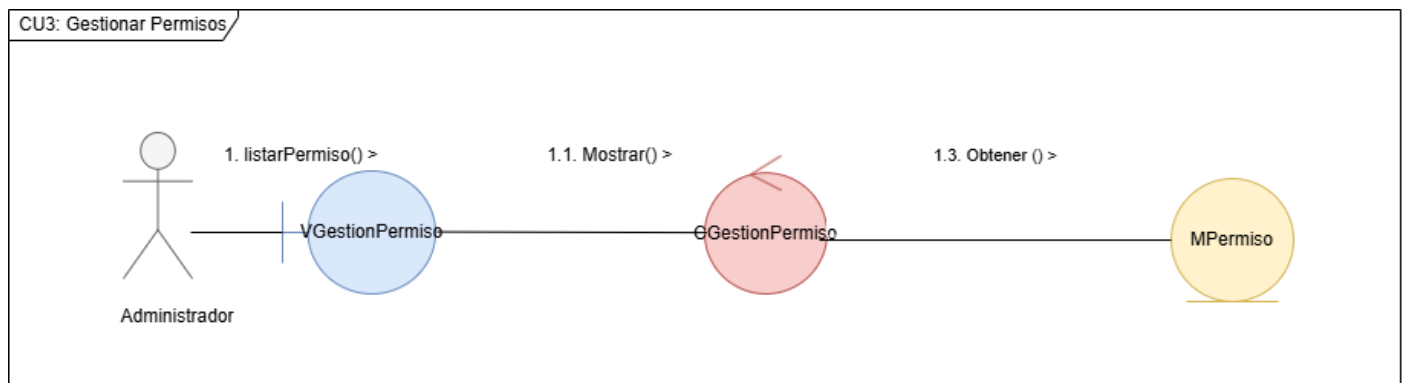 CU3: Gestionar Permisos
1. listarPermiso() >
1.1. Mostrar() >
1.3. Obtener () >
VGestionPermiso
CGestionPermiso
MPermiso
Administrador